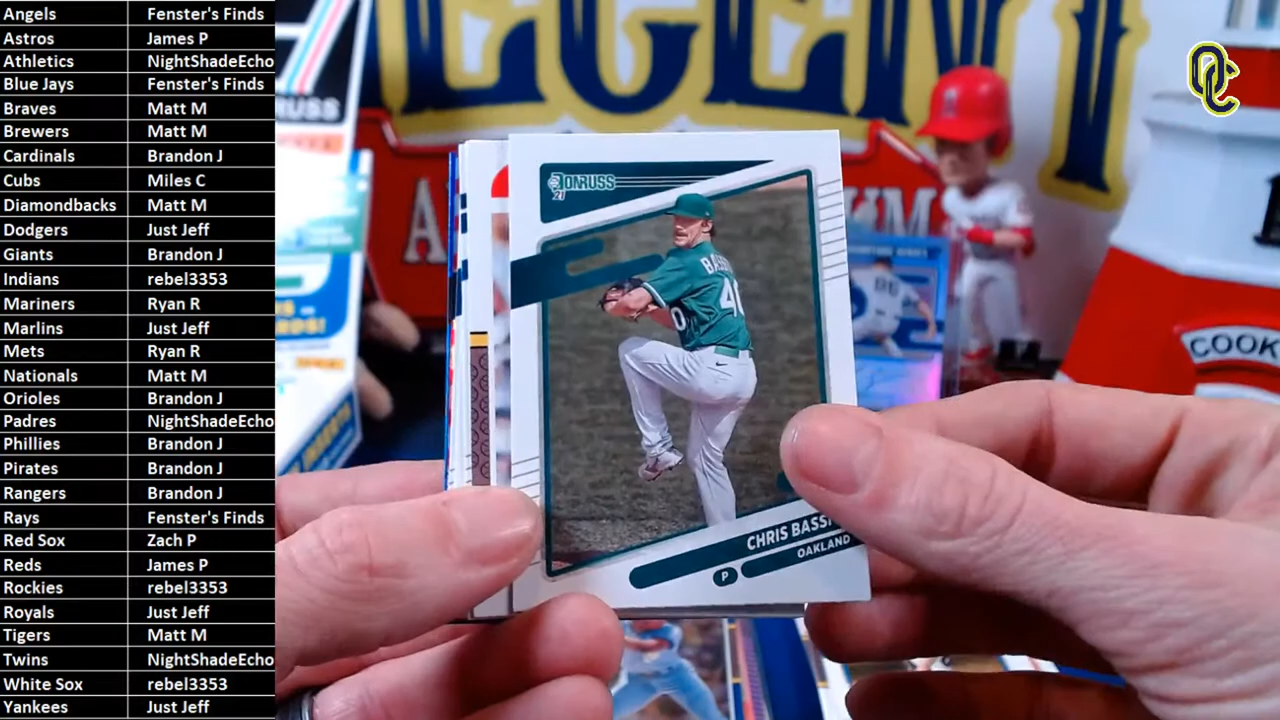 Angels Fenster's Finds
Astros James P
Athletics NightShadeEcho
Blue Jays Fenster's Finds
Braves Matt M
Brewers Matt M
Cardinals Brandon J
Cubs Miles C
Diamondbacks Matt M
Dodgers Just Jeff
Giants Brandon J
Indians rebel3353
Mariners Ryan R
Marlins Just Jeff
Mets Ryan R
Nationals Matt M
Orioles Brandon J
Padres NightShadeEcho
Phillies Brandon J
Pirates Brandon J
Rangers Brandon J
Rays Fenster's Finds
Red Sox Zach P
Reds James P
Rockies rebel3353
Royals Just Jeff
Tigers Matt M
Twins NightShadeEcho
White Sox rebel3353
Yankees Just Jeff
OC
DONRUSS
21
40
CHRIS
OAKLAND
P
COOK